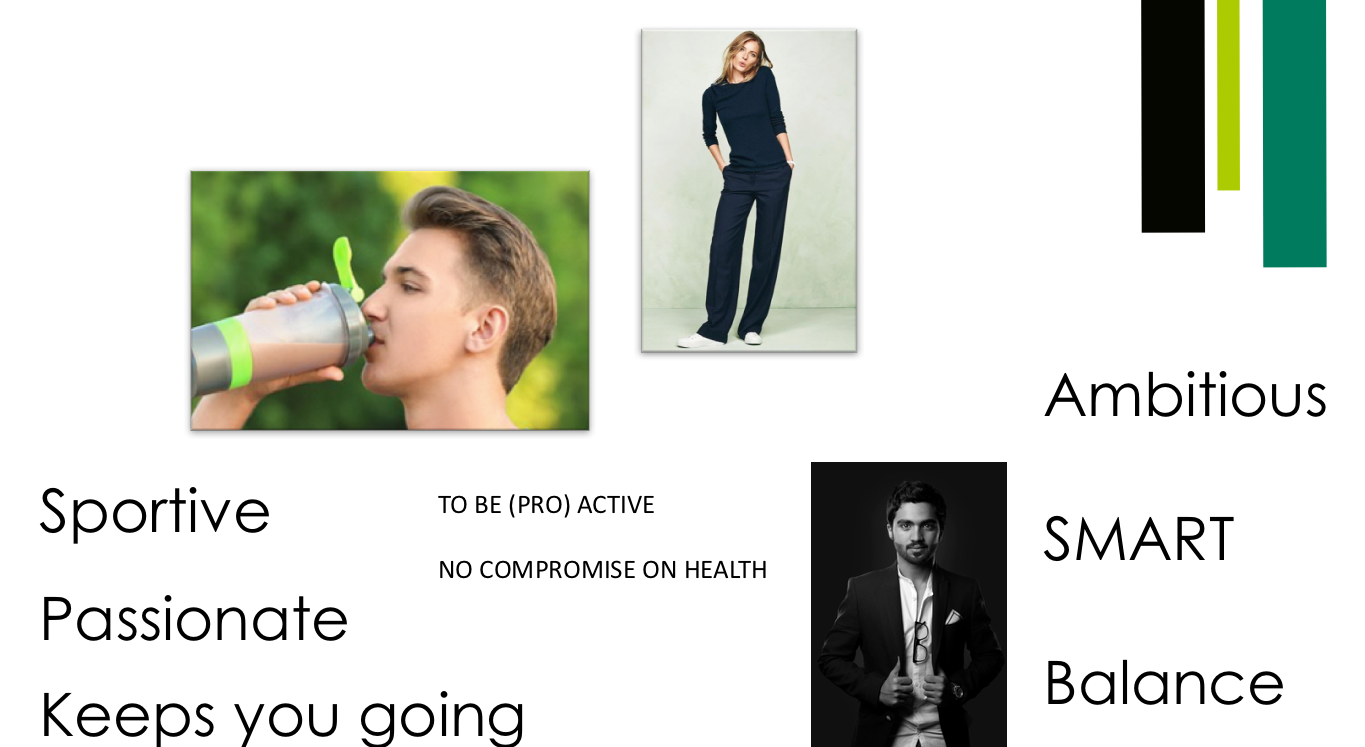 Sportive
Passionate
Keeps you going
TO BE (PRO) ACTIVE
NO COMPROMISE ON HEALTH
Ambitious
SMART
Balance